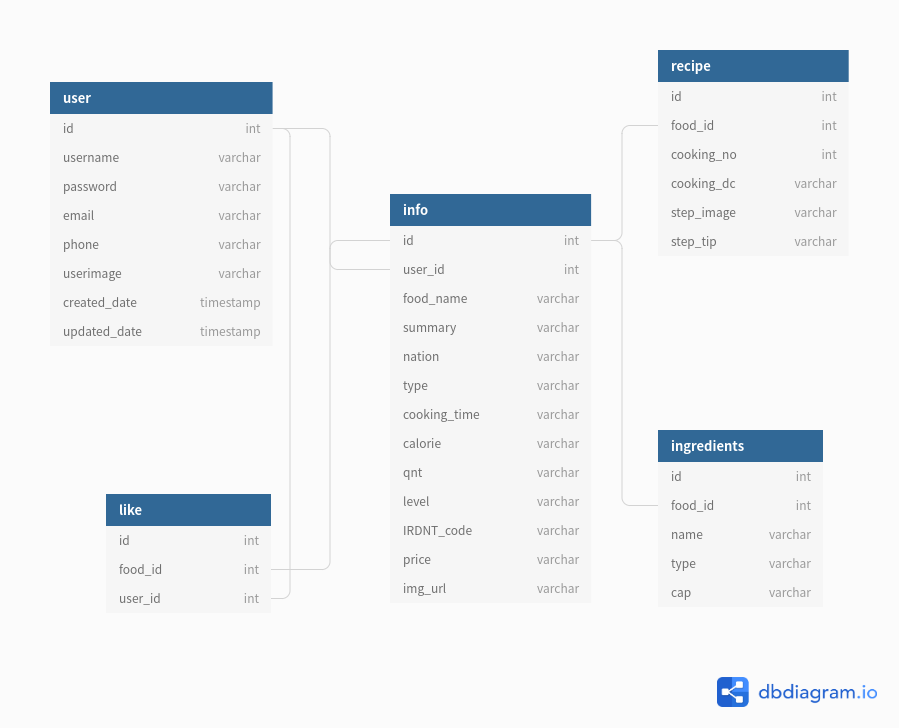 user
id int
username varchar
password varchar
email varchar
phone varchar
userimage varchar
created_date timestamp
updated_date timestamp
like
id int
food_id int
user_id int
info
id int
user_id int
food_name varchar
summary varchar
nation varchar
type varchar
cooking_time varchar
calorie varchar
qnt varchar
level varchar
IRDNT_code varchar
price varchar
img_url varchar
recipe
id int
food_id int
cooking_no int
cooking_dc varchar
step_image varchar
step_tip varchar
ingredients
id int
food_id int
name varchar
type varchar
cap varchar
dbdiagram.io